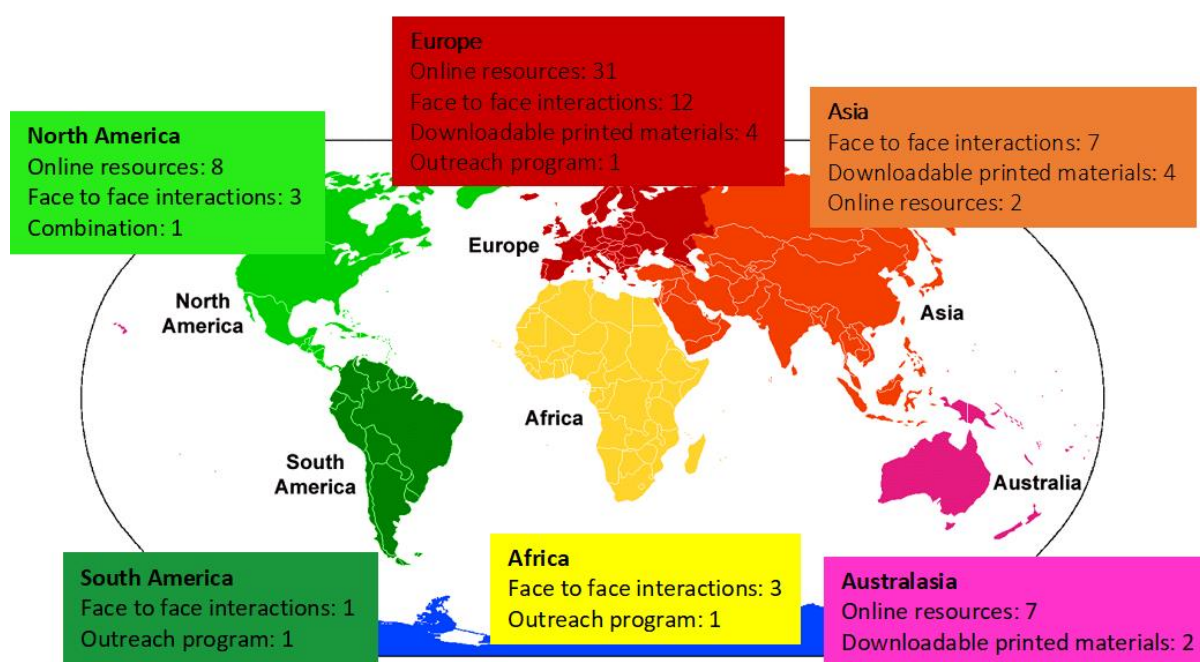 Europe
Online resources: 31
Face to face interactions: 12
Downloadable printed materials: 4
Outreach program: 1
North America
Online resources: 8
Face to face interactions: 3
Combination: 1
Asia
Face to face interactions: 7
Downloadable printed materials: 4
Online resources: 2
Europe
North
America
Asia
Africa
South
America
Australia
South America
Face to face interactions: 1
Outreach program: 1
Africa
Face to face interactions: 3
Outreach program: 1
Australasia
Online resources: 7
Downloadable printed materials: 2